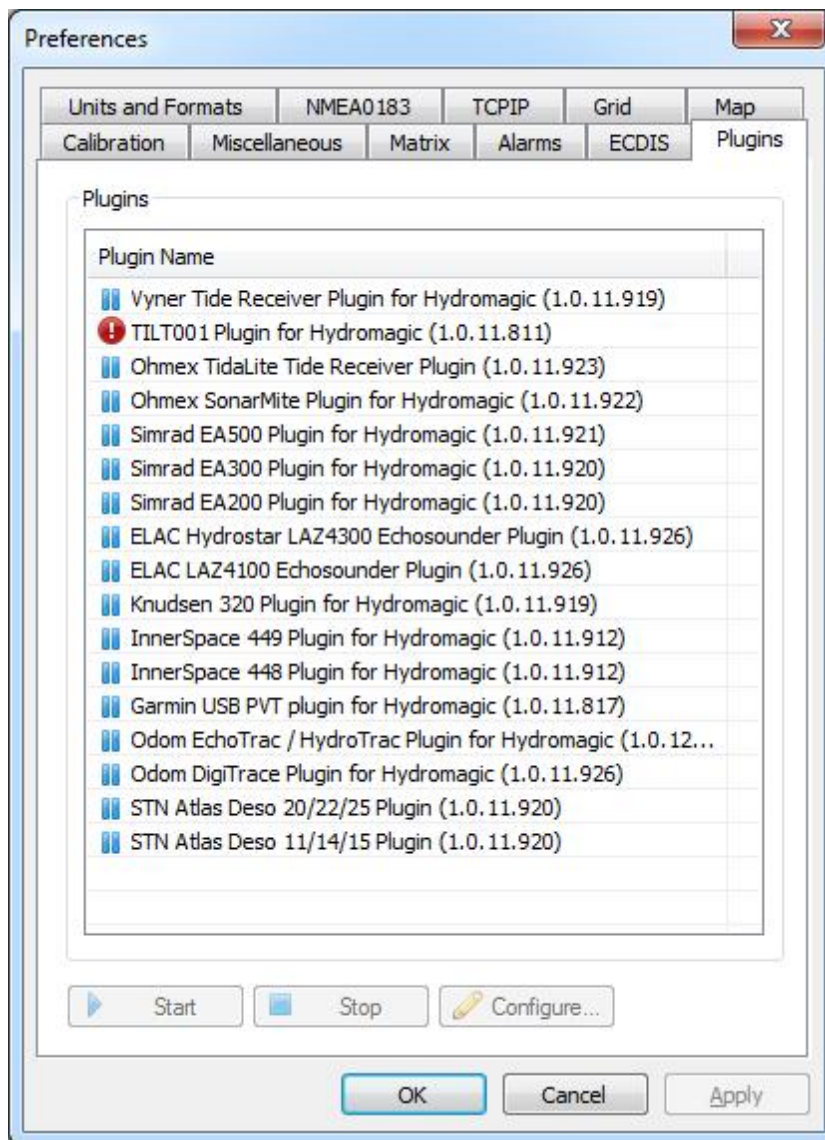 Preferences
Units and Formats NMEA0183 TCPIP Grid Map
Calibration Miscellaneous Matrix Alarms ECDIS Plugins
Plugins
Plugin Name
Vyner Tide Receiver Plugin for Hydromagic (1.0.11.919)
TILT001 Plugin for Hydromagic (1.0.11.811)
Ohmex TidaLite Tide Receiver Plugin (1.0.11.923)
Ohmex SonarMite Plugin for Hydromagic (1.0.11.922)
Simrad EA500 Plugin for Hydromagic (1.0.11.921)
Simrad EA300 Plugin for Hydromagic (1.0.11.920)
Simrad EA200 Plugin for Hydromagic (1.0.11.920)
ELAC Hydrostar LAZ4300 Echosounder Plugin (1.0.11.926)
ELAC LAZ4100 Echosounder Plugin (1.0.11.926)
Knudsen 320 Plugin for Hydromagic (1.0.11.919)
InnerSpace 449 Plugin for Hydromagic (1.0.11.912)
InnerSpace 448 Plugin for Hydromagic (1.0.11.912)
Garmin USB PVT plugin for Hydromagic (1.0.11.817)
Odom EchoTrac / HydroTrac Plugin for Hydromagic (1.0.12...
Odom DigiTrace Plugin for Hydromagic (1.0.11.926)
STN Atlas Deso 20/22/25 Plugin (1.0.11.920)
STN Atlas Deso 11/14/15 Plugin (1.0.11.920)
Start Stop Configure...
OK Cancel Apply